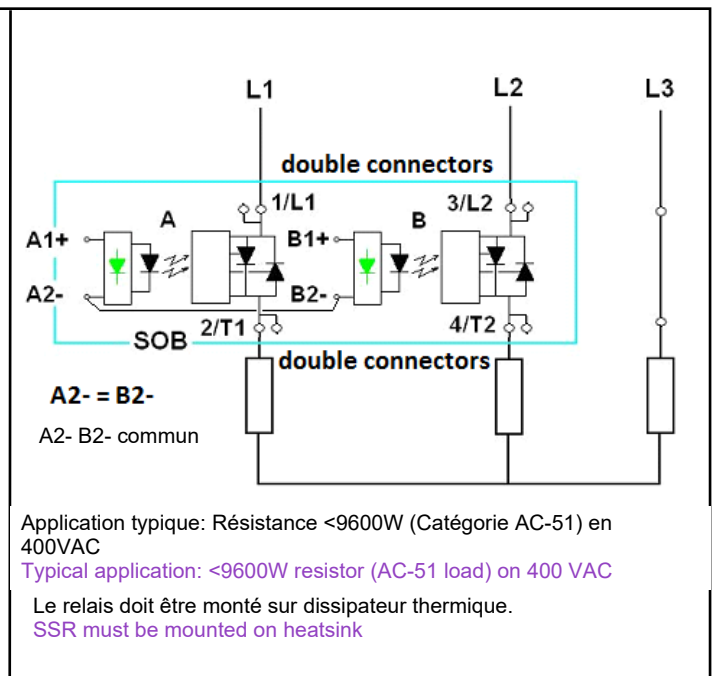 L1 L2 L3
double connectors
1/L1 3/L2
A B
A1+ B1+
A2- B2-
2/T1 4/T2
SOB
double connectors
A2- = B2-
A2- B2- commun
Application typique: Résistance <9600W (Catégorie AC-51) en
400VAC
Typical application: <9600W resistor (AC-51 load) on 400 VAC
Le relais doit être monté sur dissipateur thermique.
SSR must be mounted on heatsink